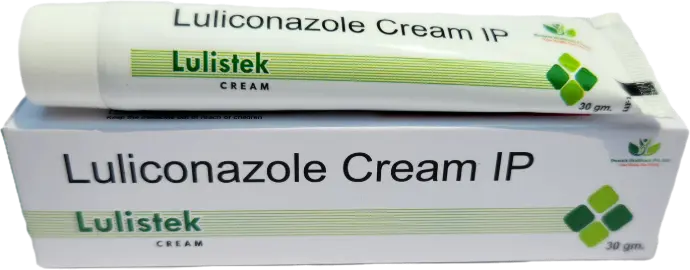 Luliconazole Cream IP
Lulistek
CREAM
30 gm.
Luliconazole Cream IP
Lulistek
CREAM
30 gm.